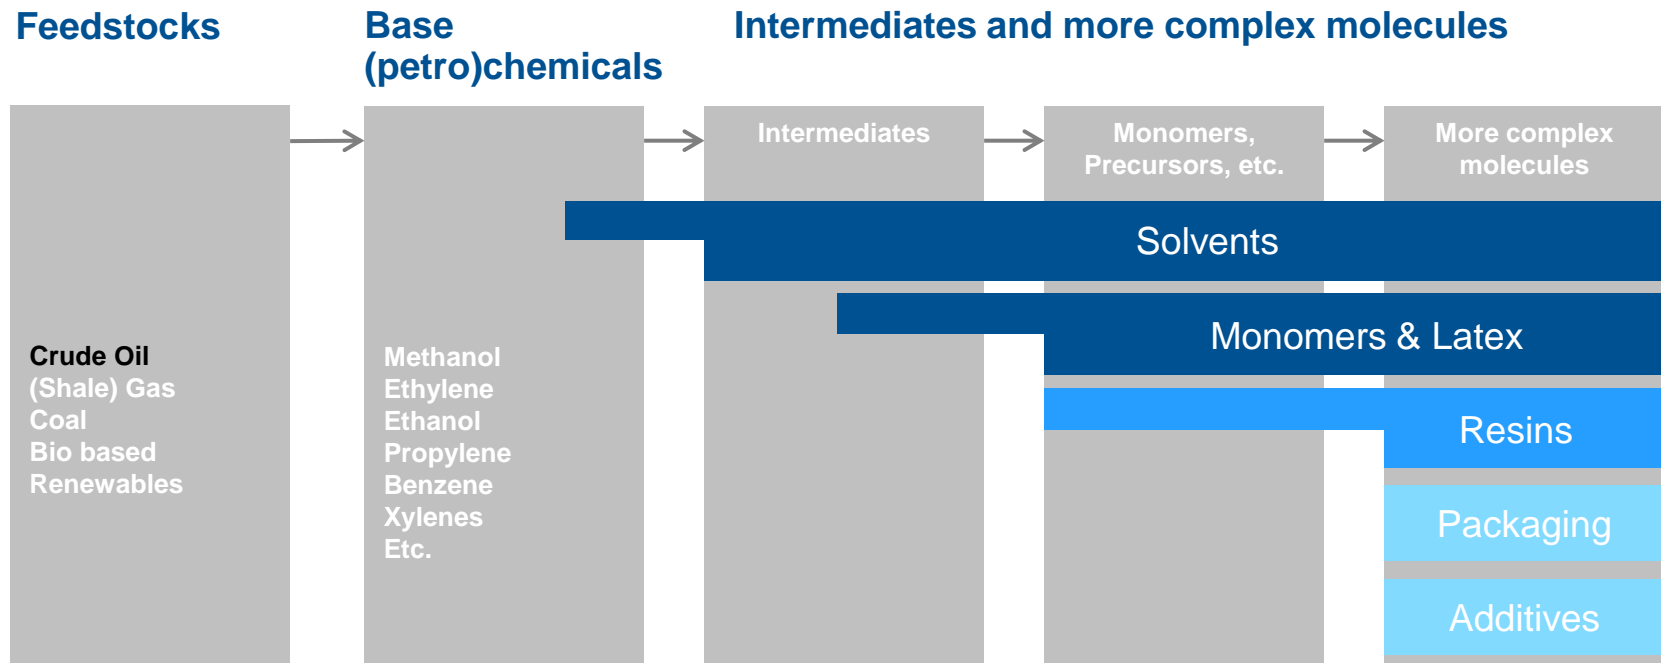 Feedstocks
Base
(petro)chemicals
Intermediates and more complex molecules
Intermediates
Monomers,
Precursors, etc.
More complex
molecules
Solvents
Monomers & Latex
Crude Oil
(Shale) Gas
Coal
Bio based
Renewables
Methanol
Ethylene
Ethanol
Propylene
Benzene
Xylenes
Etc.
Resins
Packaging
Additives